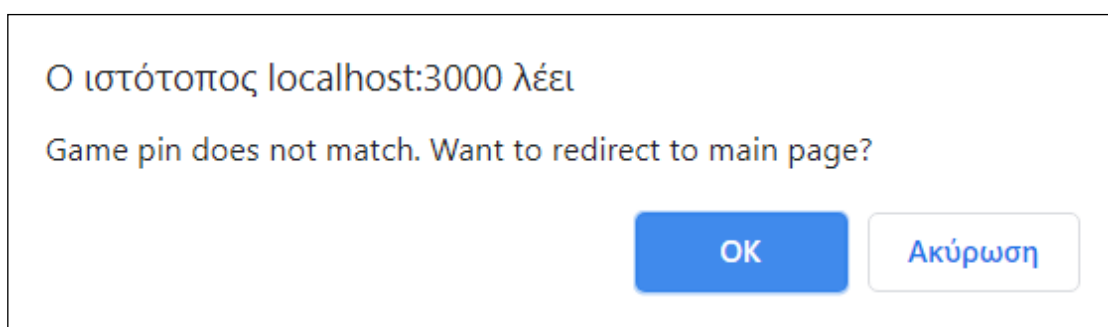 Ο ιστότοπος localhost:3000 λέει
Game pin does not match. Want to redirect to main page?
OK
Ακύρωση